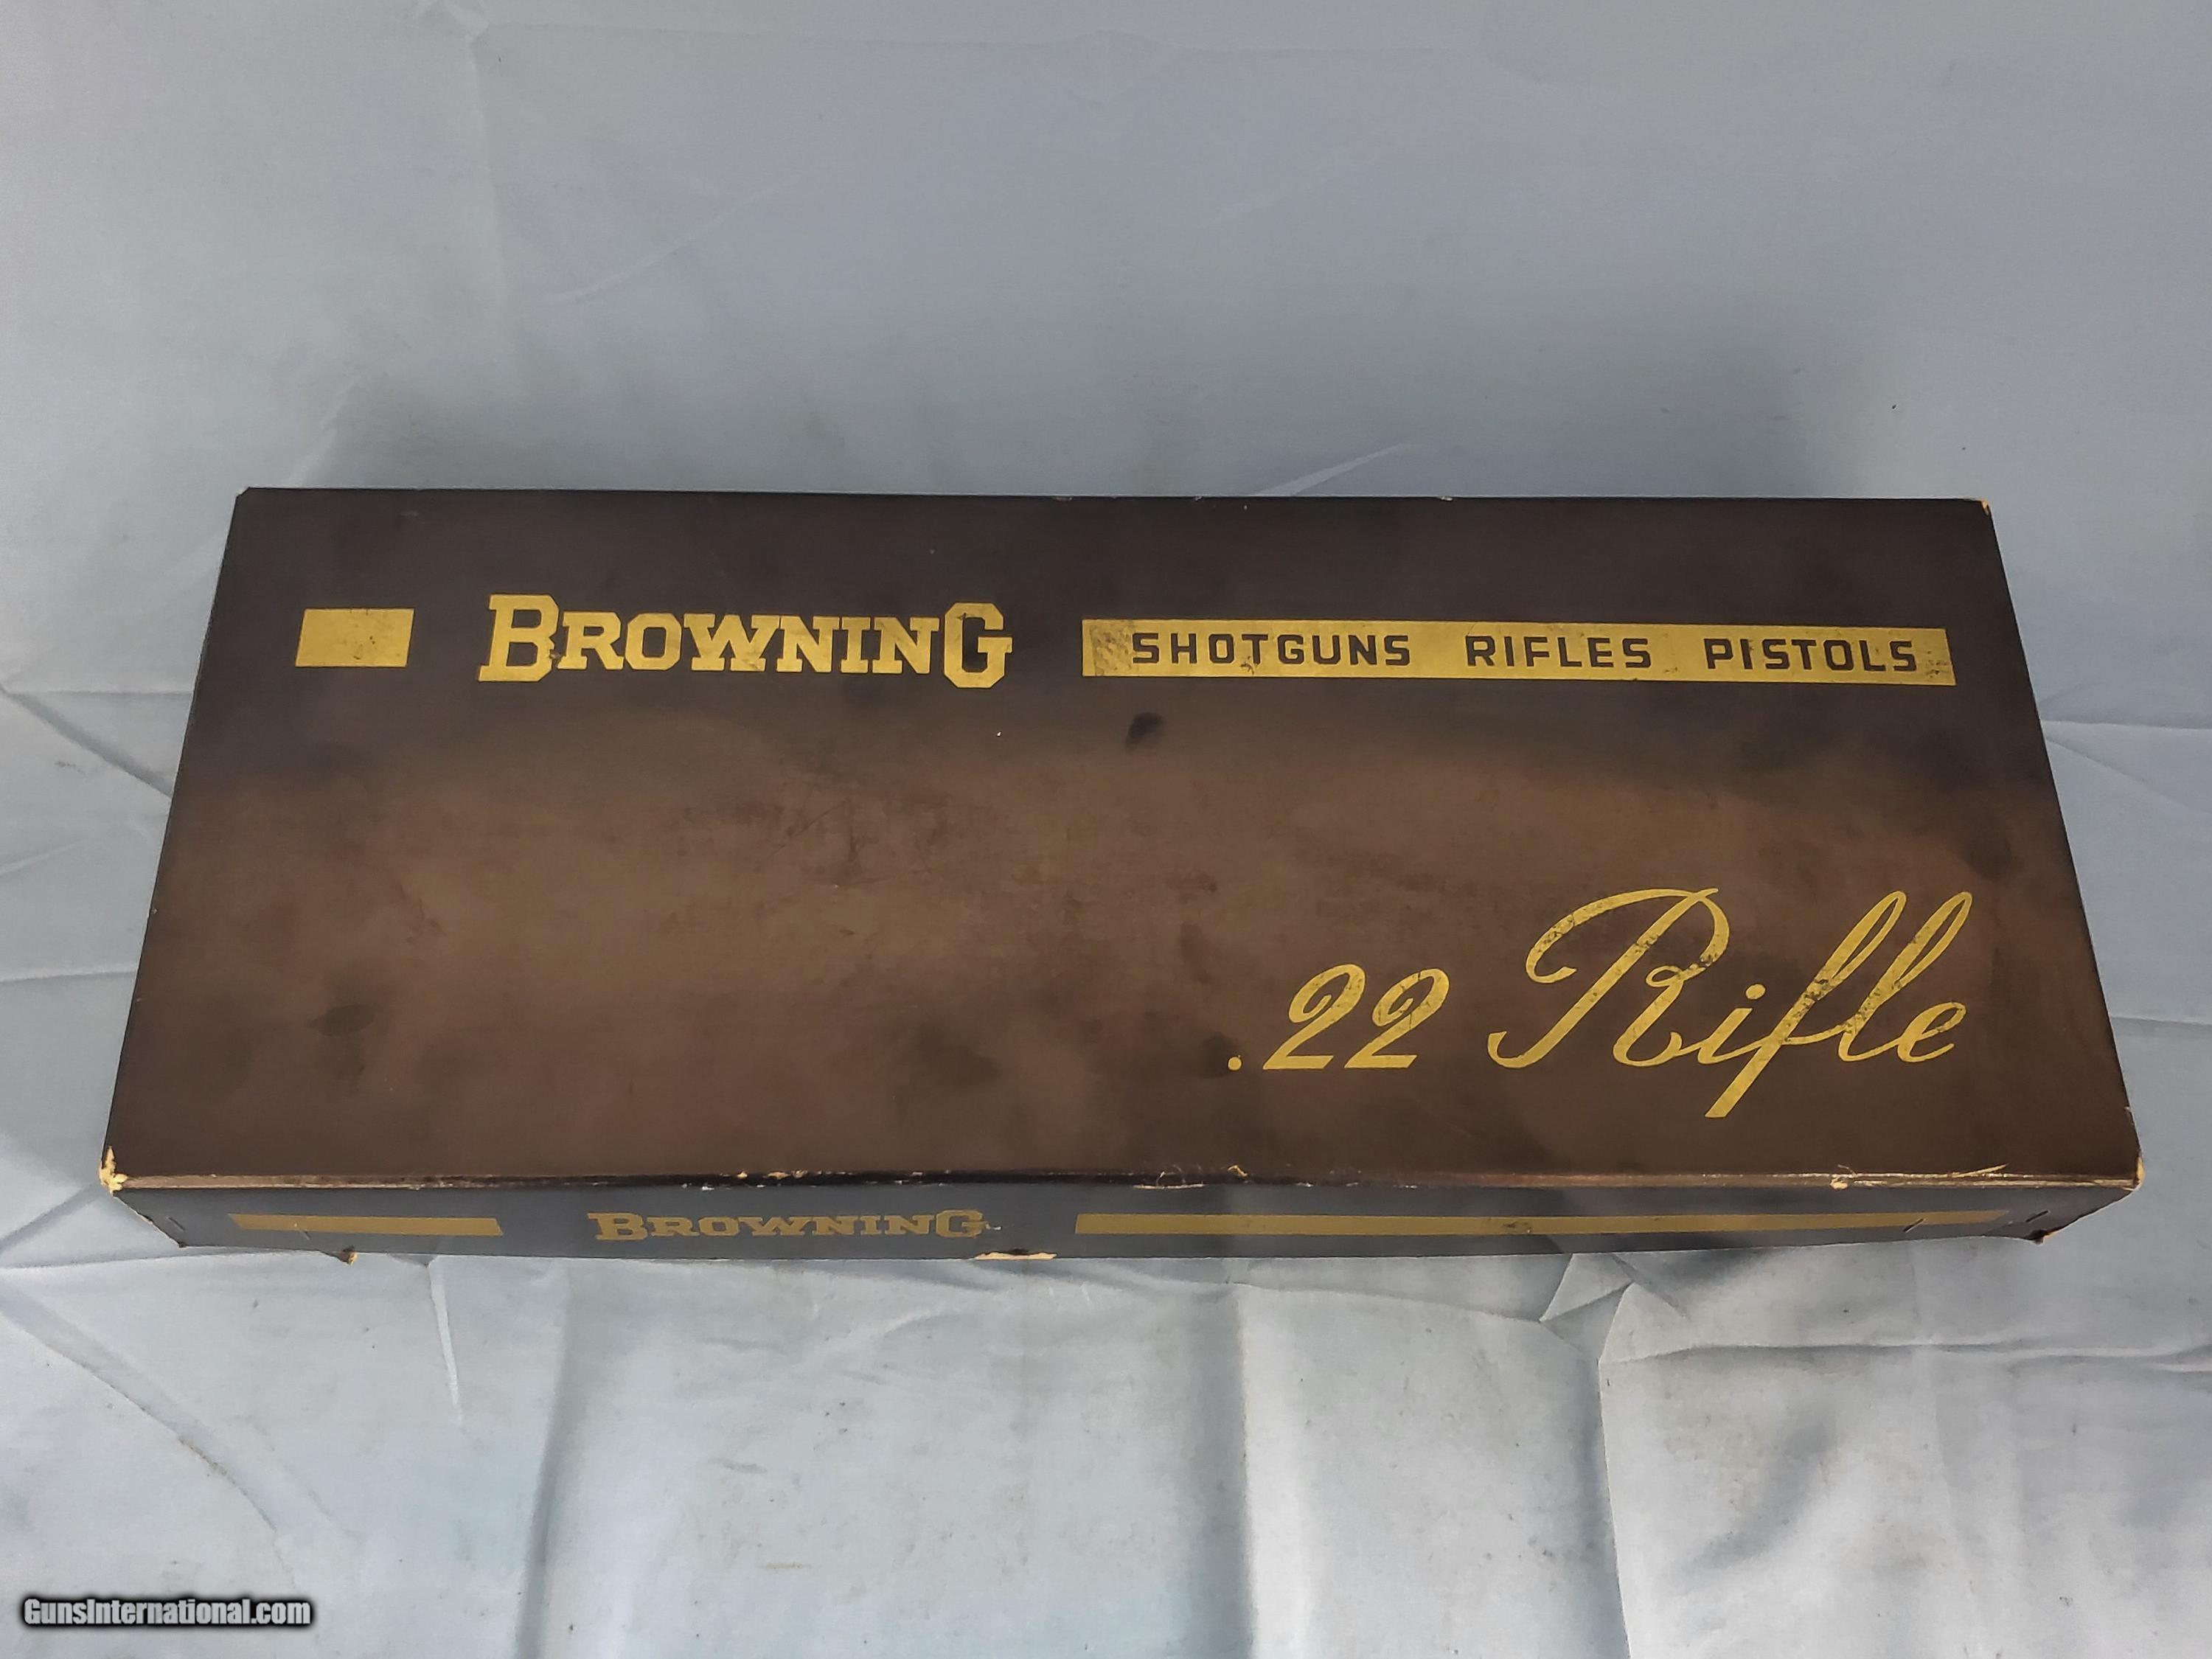 BROWNING SHOTGUNS RIFLES PISTOLS
.22 Rifle
BROWNING
GunsInternational.com